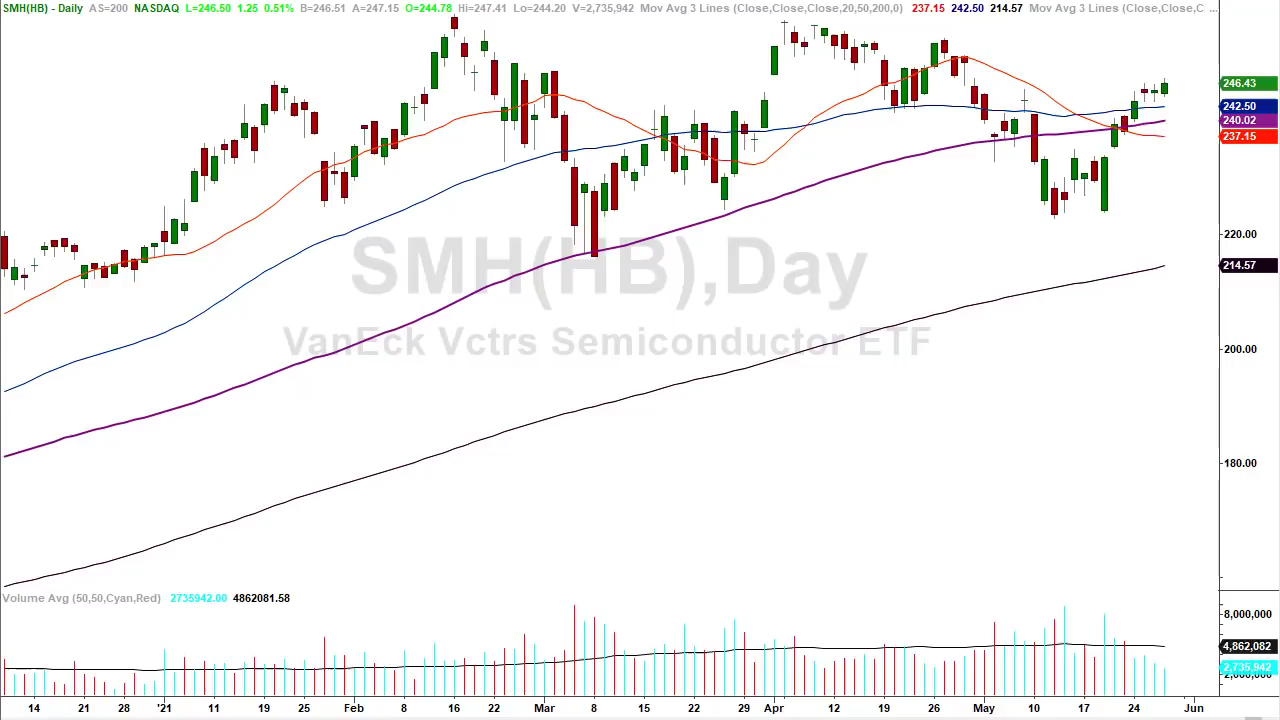 SMH(HB) - Daily AS=200 NASDAQ L=246.50 1.25 0.51% B=246.51 A=247.15 O=244.78 Hi=247.41 Lo=244.20 V=2,735,942 Mov Avg 3 Lines (Close,Close,Close,20,50,200,0) 237.15 242.50 214.57 Mov Avg 3 Lines (Close,Close,C ...
246.43
242.50
240.02
237.15
220.00
SMH(HB),Day
214.57
VanEck Vctrs Semiconductor ETF
200.00
180.00
Volume Avg (50,50,Cyan,Red) 2735942.00 4862081.58
8,000,000
4,862,082
2,735,942
2,000,000
14 21 28 '21 11 19 25 Feb 8 16 22 Mar 8 15 22 29 Apr 12 19 26 May 10 17 24 Jun